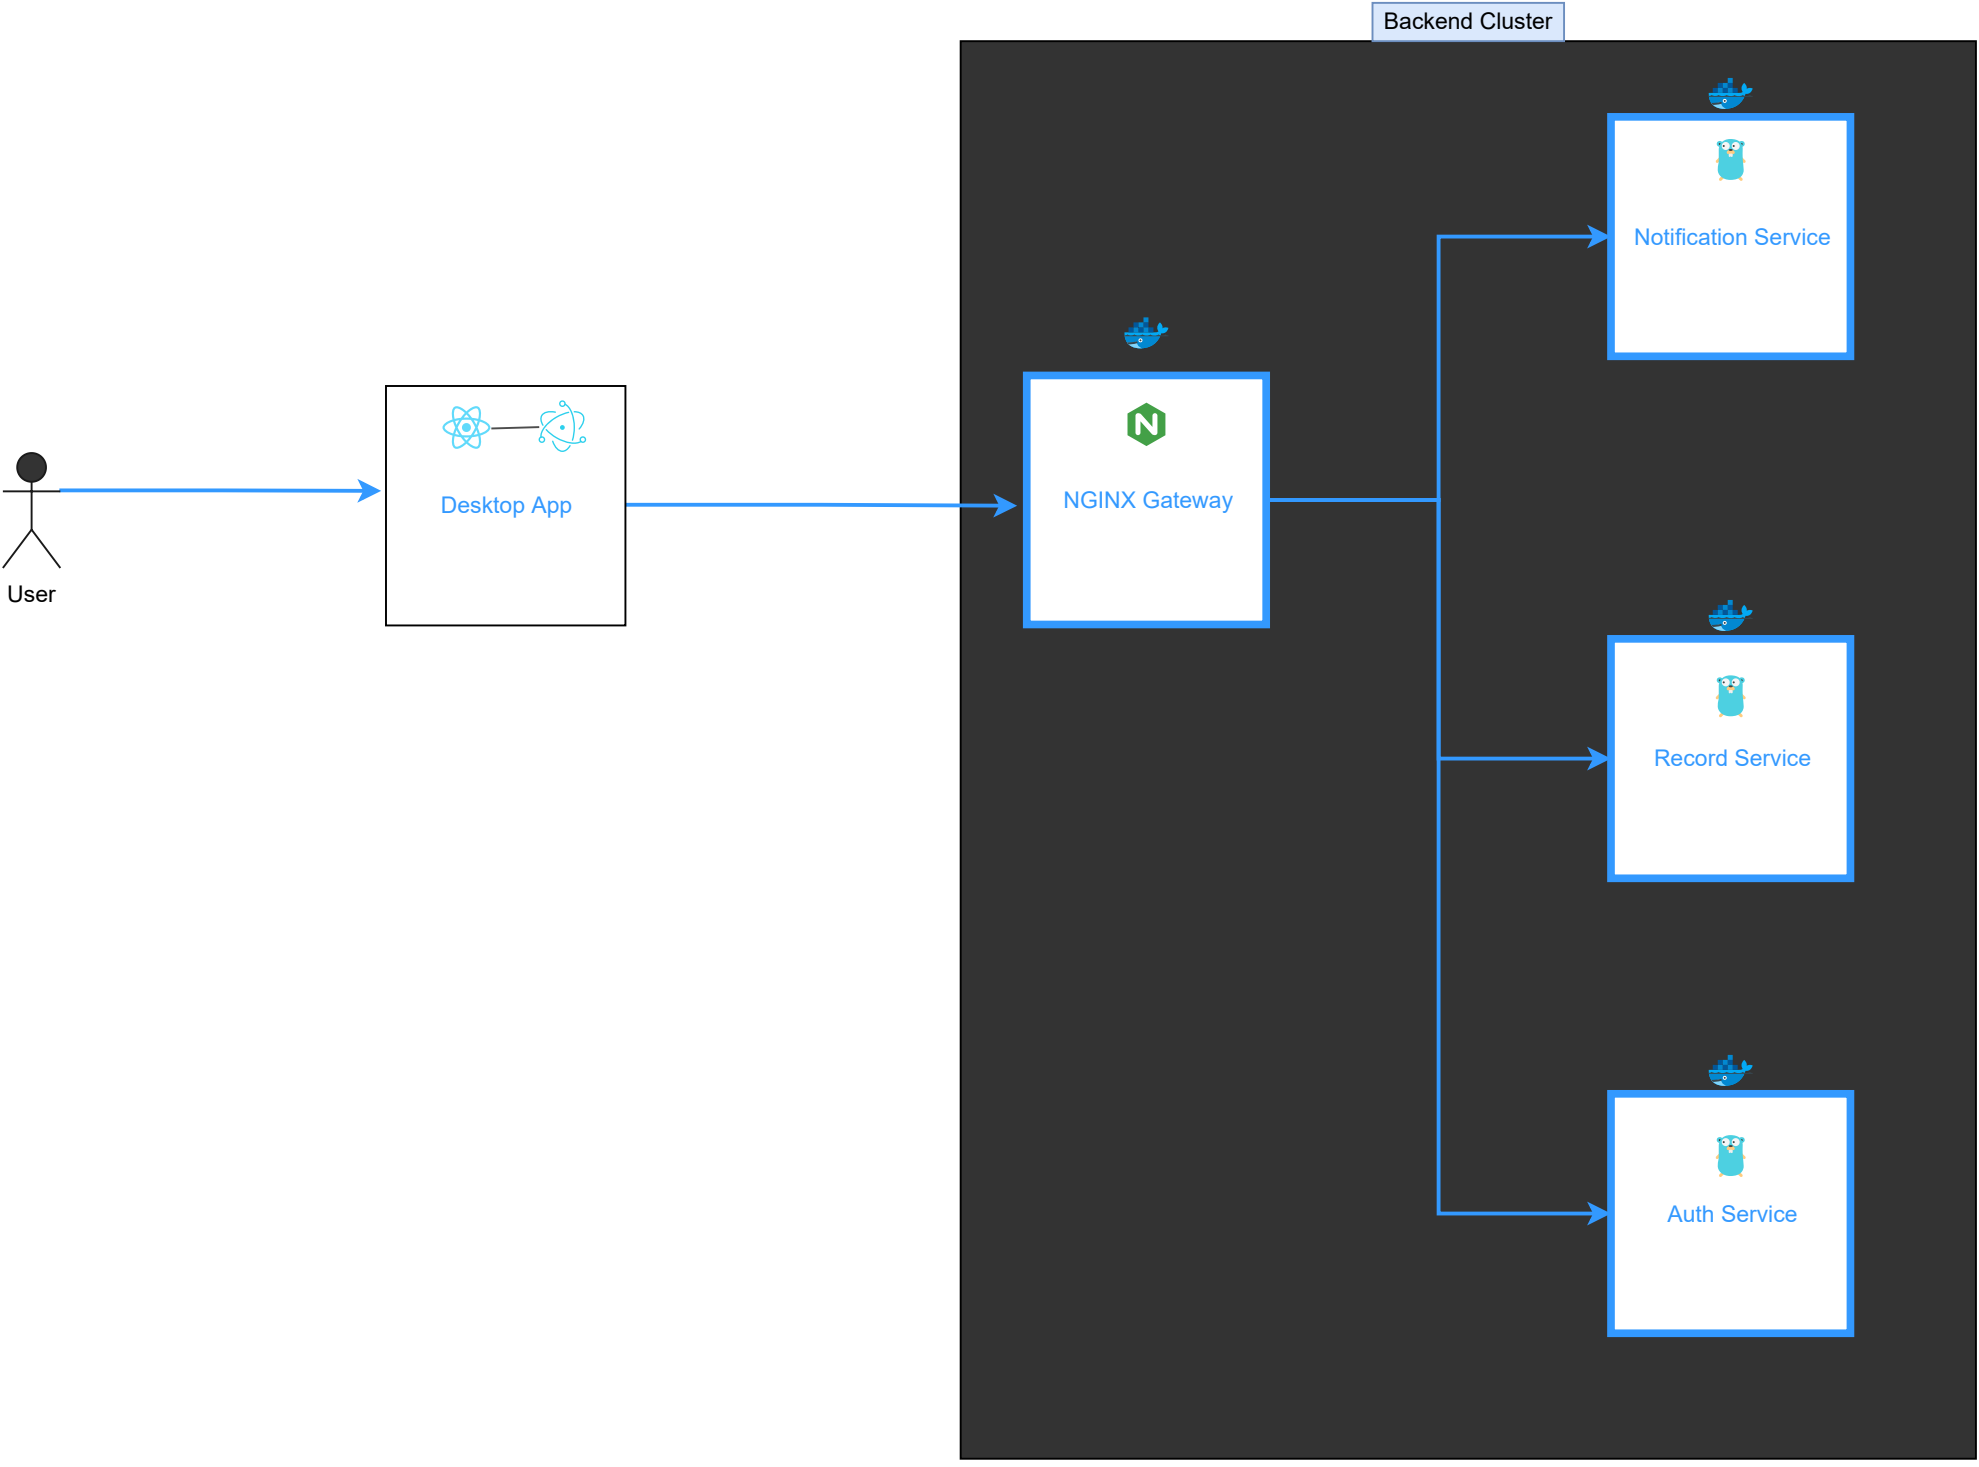 Backend Cluster
Notification Service
NGINX Gateway
Desktop App
User
Record Service
Auth Service